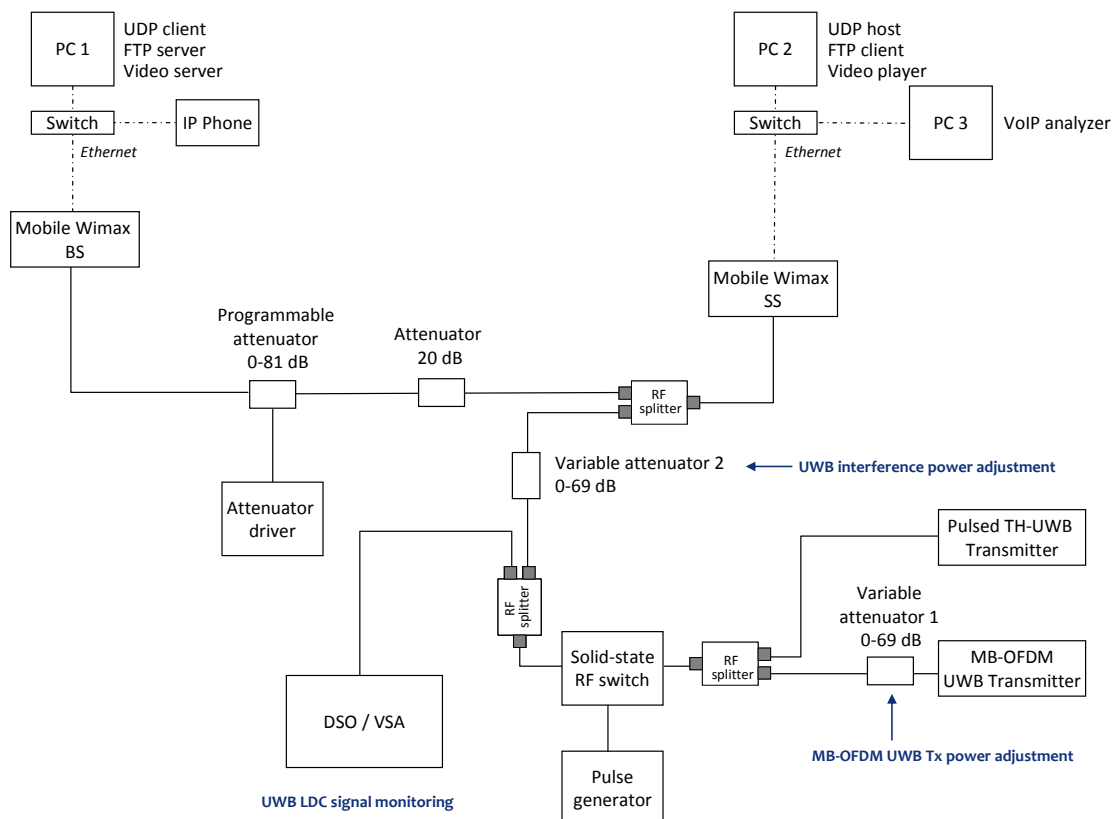 PC 1
UDP client
FTP server
Video server
Switch
IP Phone
Ethernet
Mobile Wimax
BS
PC 2
UDP host
FTP client
Video player
Switch
PC 3
VoIP analyzer
Ethernet
Mobile Wimax
SS
Programmable
attenuator
0-81 dB
Attenuator
20 dB
RF
splitter
Attenuator
driver
Variable attenuator 2
0-69 dB
UWB interference power adjustment
RF
splitter
Solid-state
RF switch
RF
splitter
Pulsed TH-UWB
Transmitter
Variable
attenuator 1
0-69 dB
MB-OFDM
UWB Transmitter
DSO / VSA
Pulse
generator
MB-OFDM UWB Tx power adjustment
UWB LDC signal monitoring